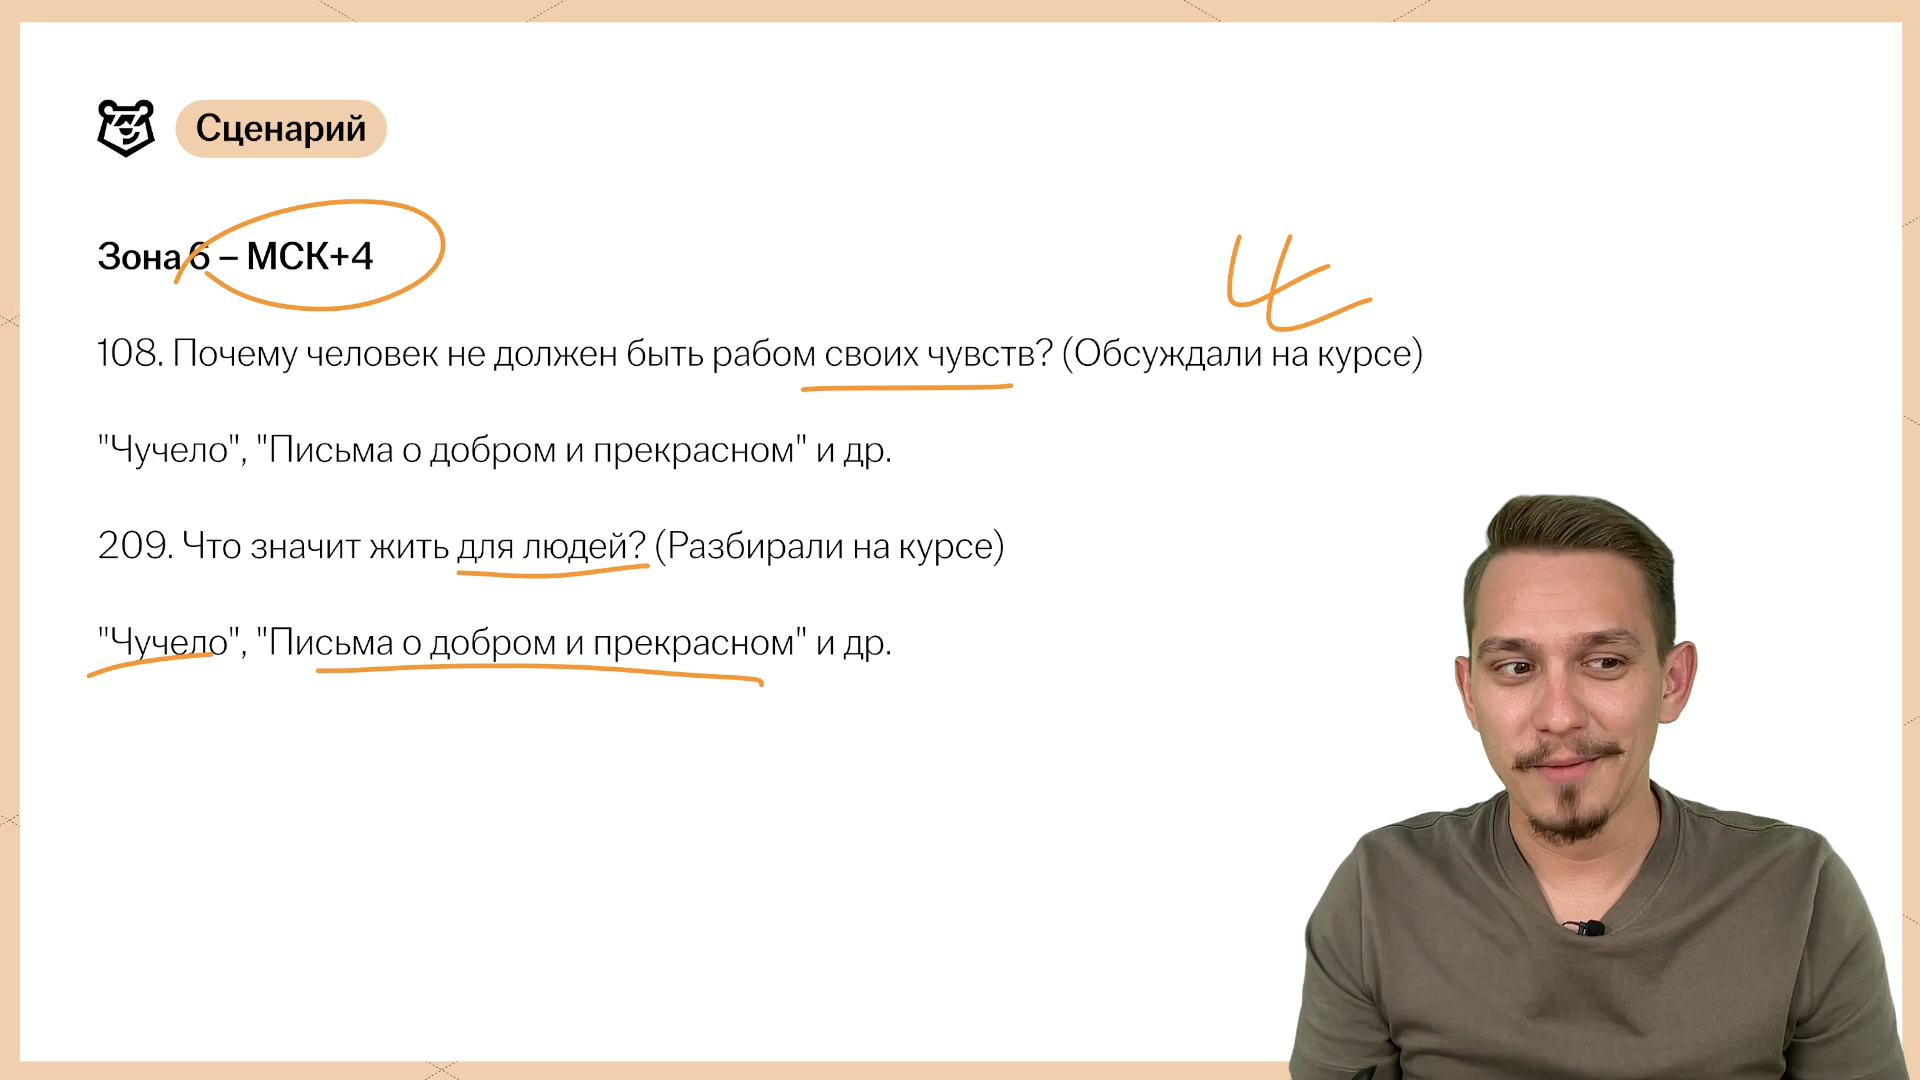 Сценарий
Зона 6 – МСК+4
108. Почему человек не должен быть рабом своих чувств? (Обсуждали на курсе)
"Чучело", "Письма о добром и прекрасном" и др.
209. Что значит жить для людей? (Разбирали на курсе)
"Чучело", "Письма о добром и прекрасном" и др.